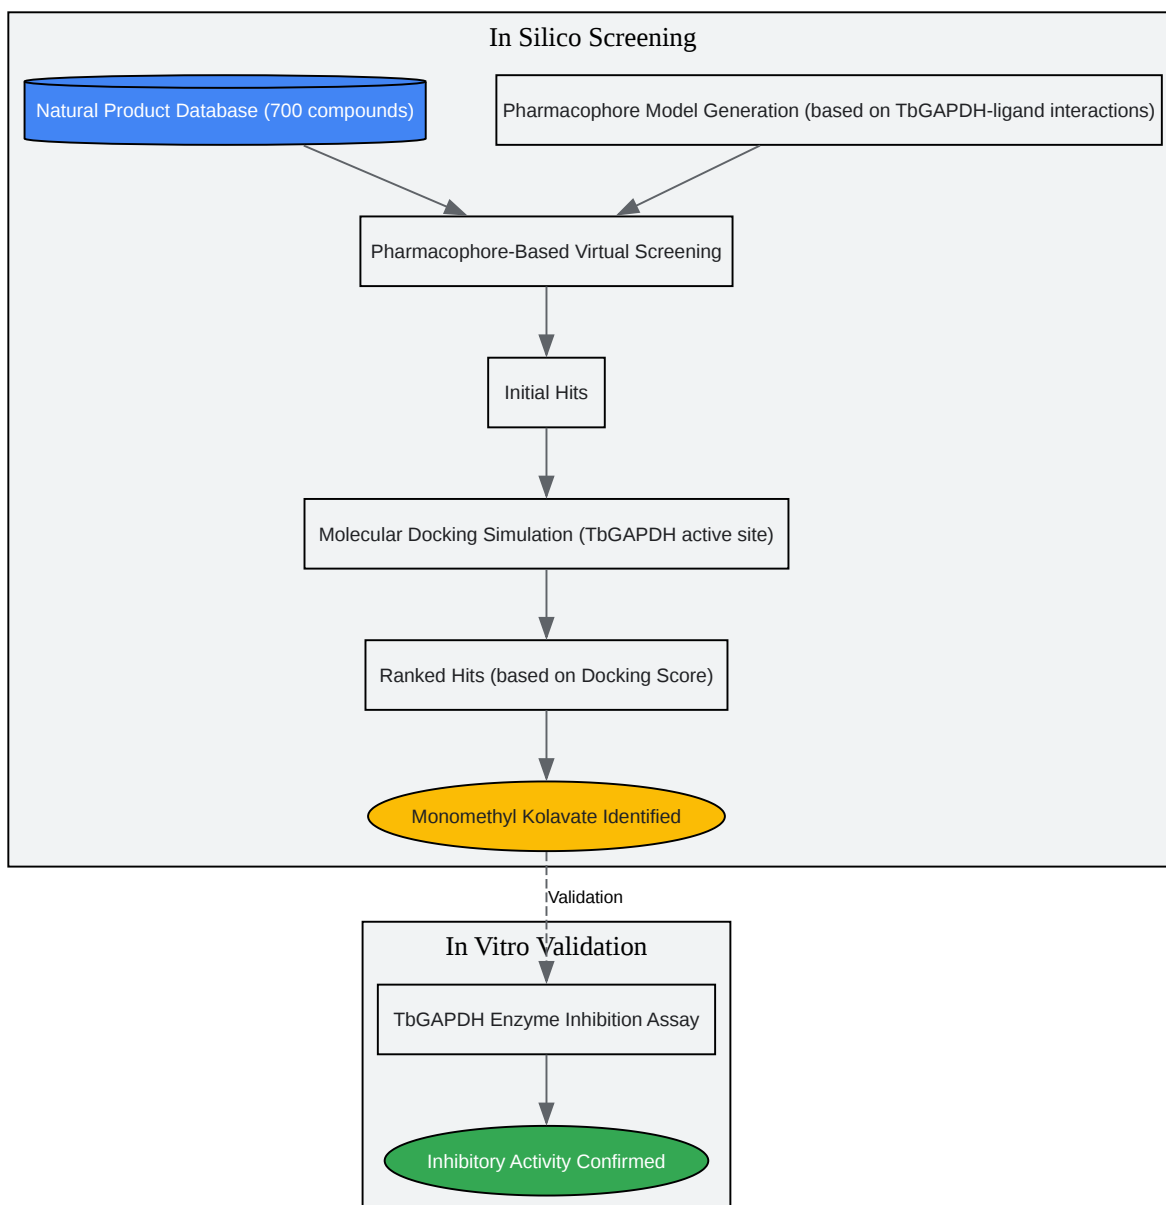 In Silico Screening
Natural Product Database (700 compounds)
Pharmacophore Model Generation (based on TbGAPDH-ligand interactions)
Pharmacophore-Based Virtual Screening
Initial Hits
Molecular Docking Simulation (TbGAPDH active site)
Ranked Hits (based on Docking Score)
Monomethyl Kolavate Identified
Validation
In Vitro Validation
TbGAPDH Enzyme Inhibition Assay
Inhibitory Activity Confirmed